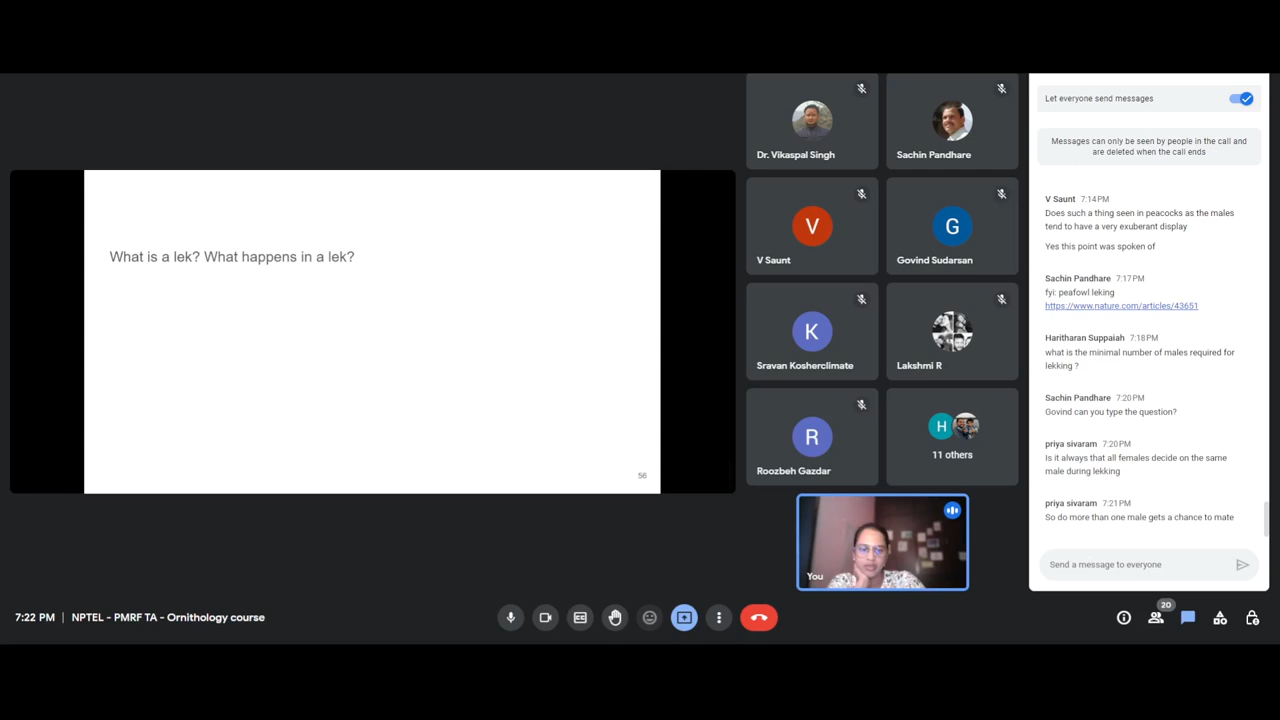 What is a lek? What happens in a lek?
56
Dr. Vikaspal Singh
Sachin Pandhare
V
V Saunt
G
Govind Sudarsan
K
Sravan Kosherclimate
Lakshmi R
R
Roozbeh Gazdar
H
11 others
You
Let everyone send messages
Messages can only be seen by people in the call and
are deleted when the call ends
V Saunt 7:14 PM
Does such a thing seen in peacocks as the males
tend to have a very exuberant display
Yes this point was spoken of
Sachin Pandhare 7:17 PM
fyi: peafowl leking
https://www.nature.com/articles/43651
Haritharan Suppaiah 7:18 PM
what is the minimal number of males required for
lekking ?
Sachin Pandhare 7:20 PM
Govind can you type the question?
priya sivaram 7:20 PM
Is it always that all females decide on the same
male during lekking
priya sivaram 7:21 PM
So do more than one male gets a chance to mate
Send a message to everyone
7:22 PM | NPTEL - PMRF TA - Ornithology course
20